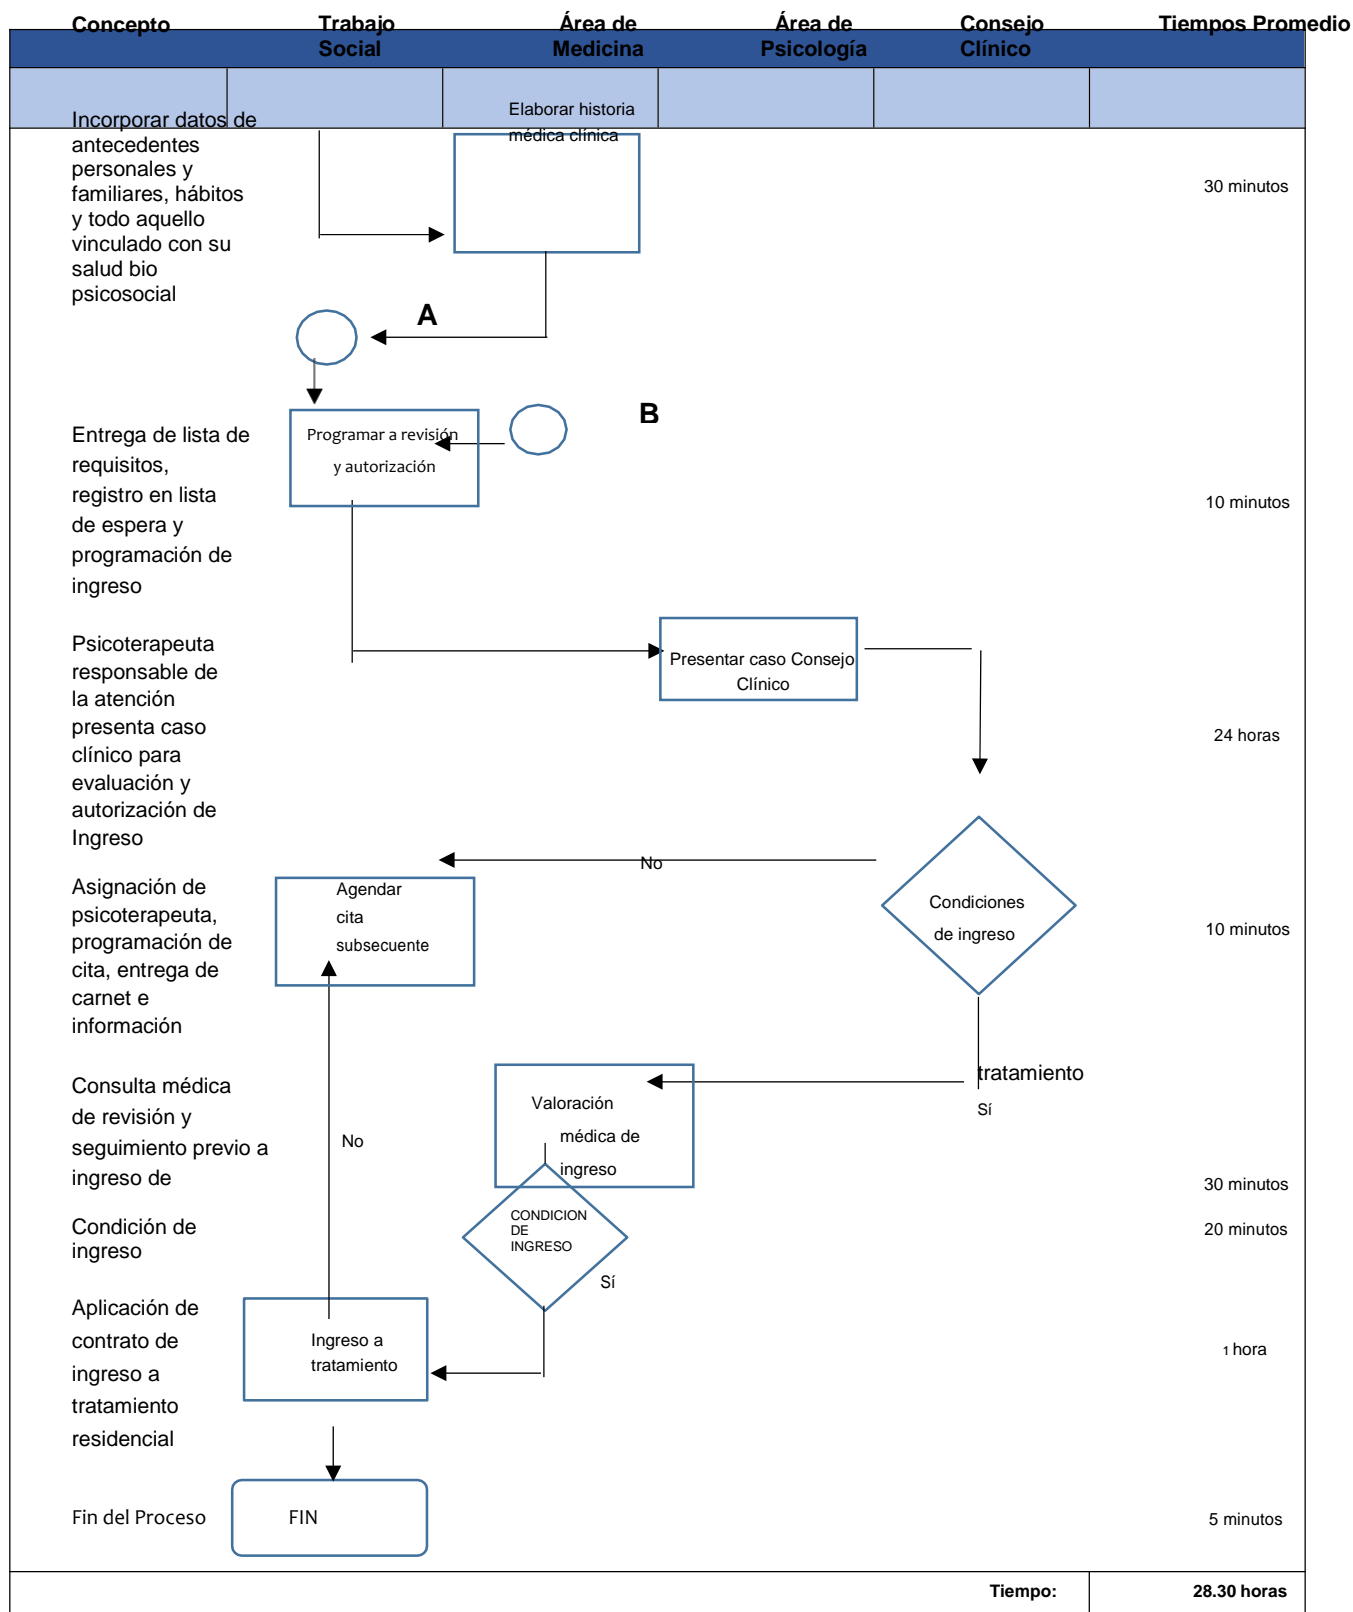 Concepto
Trabajo
Social
Área de
Medicina
Área de
Psicología
Consejo
Clínico
Tiempos Promedio
Incorporar datos de
antecedentes
personales y
familiares, hábitos
y todo aquello
vinculado con su
salud bio
psicosocial
Elaborar historia
médica clínica
30 minutos
A
B
Entrega de lista de
requisitos,
registro en lista
de espera y
programación de
ingreso
Programar a revisión
y autorización
10 minutos
Psicoterapeuta
responsable de
la atención
presenta caso
clínico para
evaluación y
autorización de
Ingreso
Presentar caso Consejo
Clínico
24 horas
No
Asignación de
psicoterapeuta,
programación de
cita, entrega de
carnet e
información
Agendar
cita
subsecuente
Condiciones
de ingreso
10 minutos
Consulta médica
de revisión y
seguimiento previo a
ingreso de
No
Valoración
médica de
ingreso
tratamiento
Sí
30 minutos
Condición de
ingreso
CONDICION
DE
INGRESO
Sí
20 minutos
Aplicación de
contrato de
ingreso a
tratamiento
residencial
Ingreso a
tratamiento
1 hora
Fin del Proceso
FIN
5 minutos
Tiempo:
28.30 horas